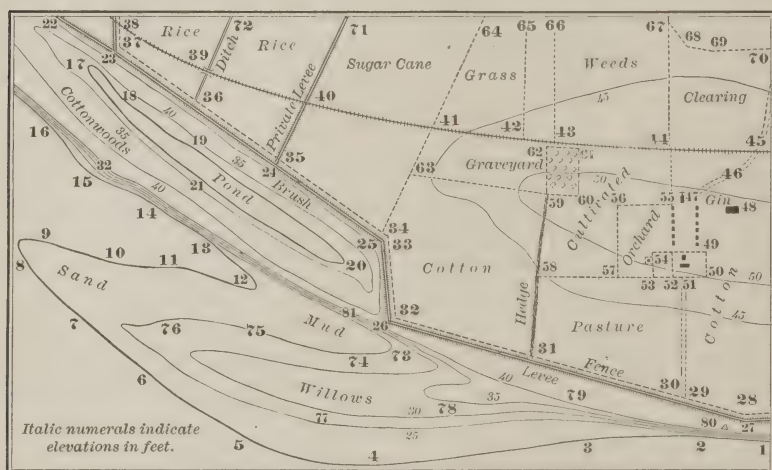 22 38 72 71 64 65 66 67
Rice Rice 68 69
37 39 Ditch Sugar Cane Weeds 70
23 Grass
17 36 Private Levee 40 45 Clearing
18 40 41 42 43 44 45
Cottonwoods 19 35 62 61 46
16 35 35 24 63 Graveyard 50
32 21 Pond Brush 59 60 56 55 47 Gin 48
15 40
14 34 Cultivated Orchard
9 13 25 33 49
8 10 11 20 Cotton 58 57 54 50
Sand 12 53 52 51 50
7 81 32 Hedge 45
76 75 Mud 26 Pasture Cotton
74 73 31 Fence
6 Willows Levee 40 79 30 29 28
77 30 78 35 80 27
Italic numerals indicate
elevations in feet.
25
5 4 3 2 1